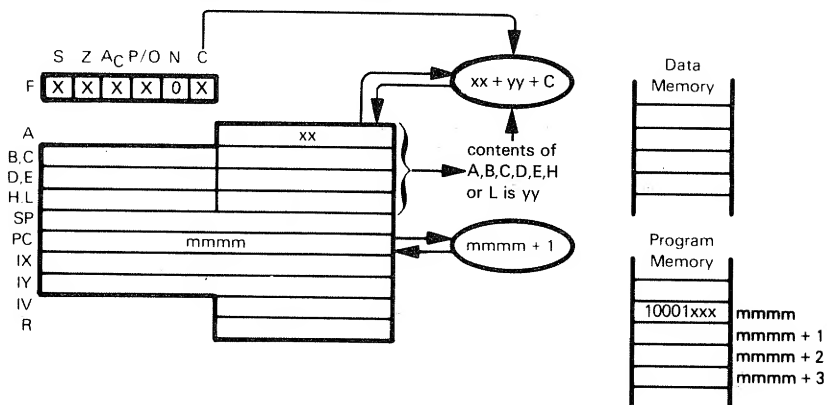 S Z AC P/O N C
F X X X X 0 X
xx + yy + C
Data
Memory
A xx
B,C
D,E
H.L
contents of
A,B,C,D,E,H
or L is yy
SP
PC mmmm
mmmm + 1
IX
IY
IV
R
Program
Memory
10001xxx mmmm
mmmm + 1
mmmm + 2
mmmm + 3